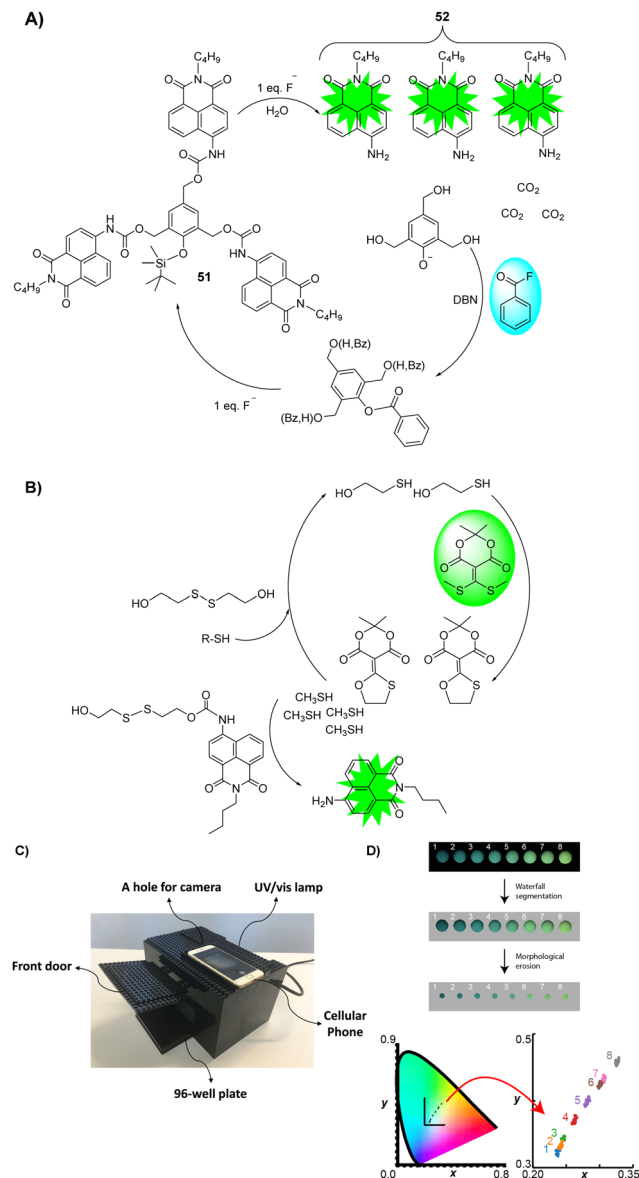 A)
52
C4H9
C4H9
C4H9
C4H9
N
N
N
N
O
O
O
O
O
O
O
O
1 eq. F⁻
H2O
NH2
NH2
NH2
NH
O
O
OH
CO2
CO2
CO2
HO
OH
O⁻
H
N
O
O
O
O
O
H
N
O
Si
O
51
O
N
C4H9
O
O
N
O
C4H9
DBN
O
F
O(H,Bz)
O(H,Bz)
(Bz,H)O
O
O
1 eq. F⁻
B)
HO
SH
HO
SH
O
O
O
O
S
S
HO
S
S
OH
R-SH
O
O
O
O
O
S
O
O
O
O
O
S
CH3SH
CH3SH
CH3SH
CH3SH
HO
S
S
O
O
NH
O
N
O
H2N
O
N
O
C)
D)
A hole for camera
UV/vis lamp
Front door
Cellular
Phone
96-well plate
1 2 3 4 5 6 7 8
Waterfall
segmentation
1 2 3 4 5 6 7 8
Morphological
erosion
1 2 3 4 5 6 7 8
0.9
y
0.0
x
0.8
0.5
y
0.3
0.20
x
0.35
8
7
6
5
4
3
2
1